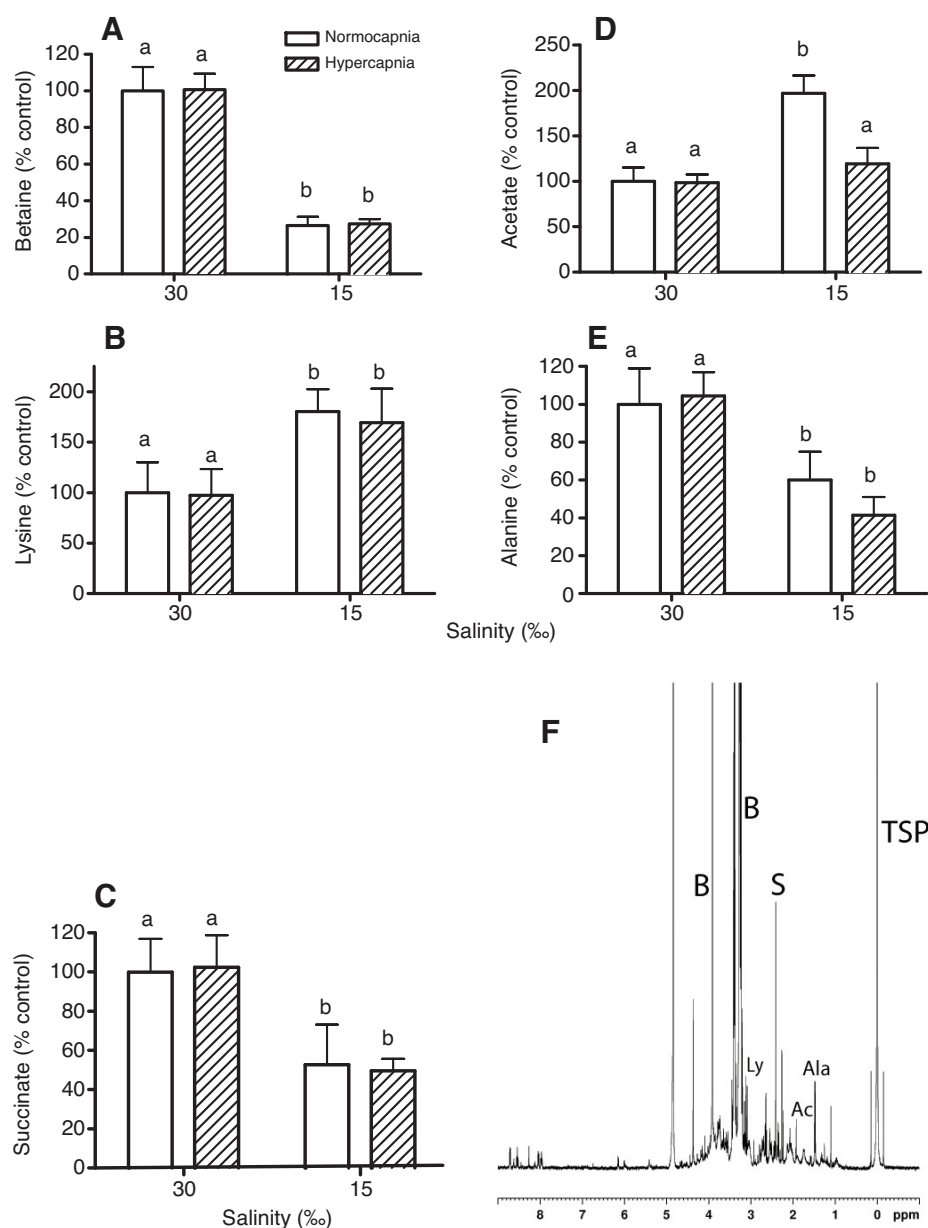 A
Normocapnia
Hypercapnia
Betaine (% control)
120
100
80
60
40
20
0
a
a
b
b
30
15
D
Acetate (% control)
250
200
150
100
50
0
a
a
b
a
30
15
B
Lysine (% control)
200
150
100
50
0
a
a
b
b
30
15
E
Alanine (% control)
120
100
80
60
40
20
0
a
a
b
b
30
15
Salinity (‰)
C
Succinate (% control)
120
100
80
60
40
20
0
a
a
b
b
30
15
Salinity (‰)
F
B
B
S
TSP
Ly
Ac
Ala
8 7 6 5 4 3 2 1 0 ppm